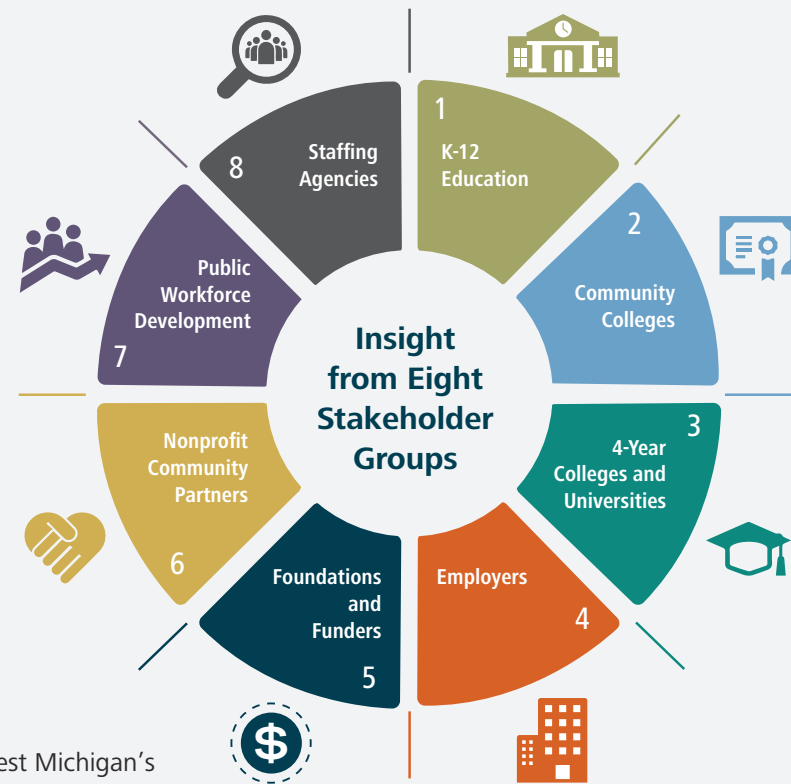 Insight
from Eight
Stakeholder
Groups
1
K-12
Education
2
Community
Colleges
3
4-Year
Colleges and
Universities
Employers
4
Foundations
and
Funders
5
Nonprofit
Community
Partners
6
Public
Workforce
Development
7
8
Staffing
Agencies
$
est Michigan’s